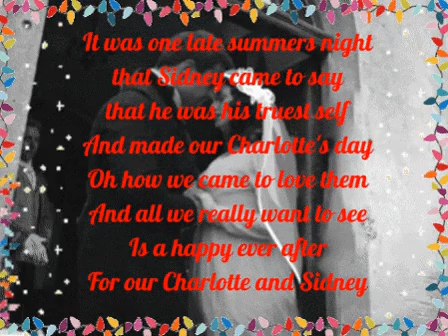 It was one late summers night
that Sidney came to say
that he was his truest self
And made our Charlotte's day
Oh how we came to love them
And all we really want to see
Is a happy ever after
For our Charlotte and Sidney